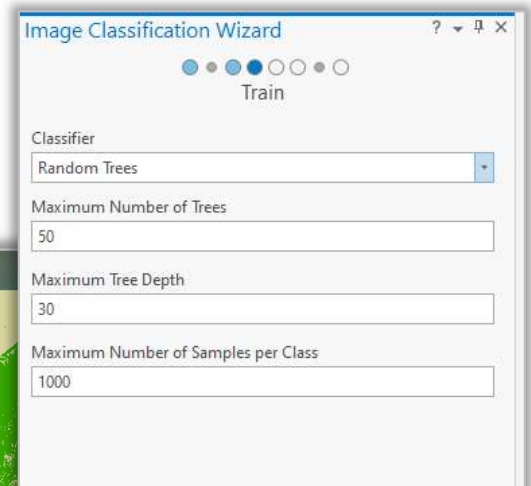 Image Classification Wizard ?
Train
Classifier
Random Trees
Maximum Number of Trees
50
Maximum Tree Depth
30
Maximum Number of Samples per Class
1000